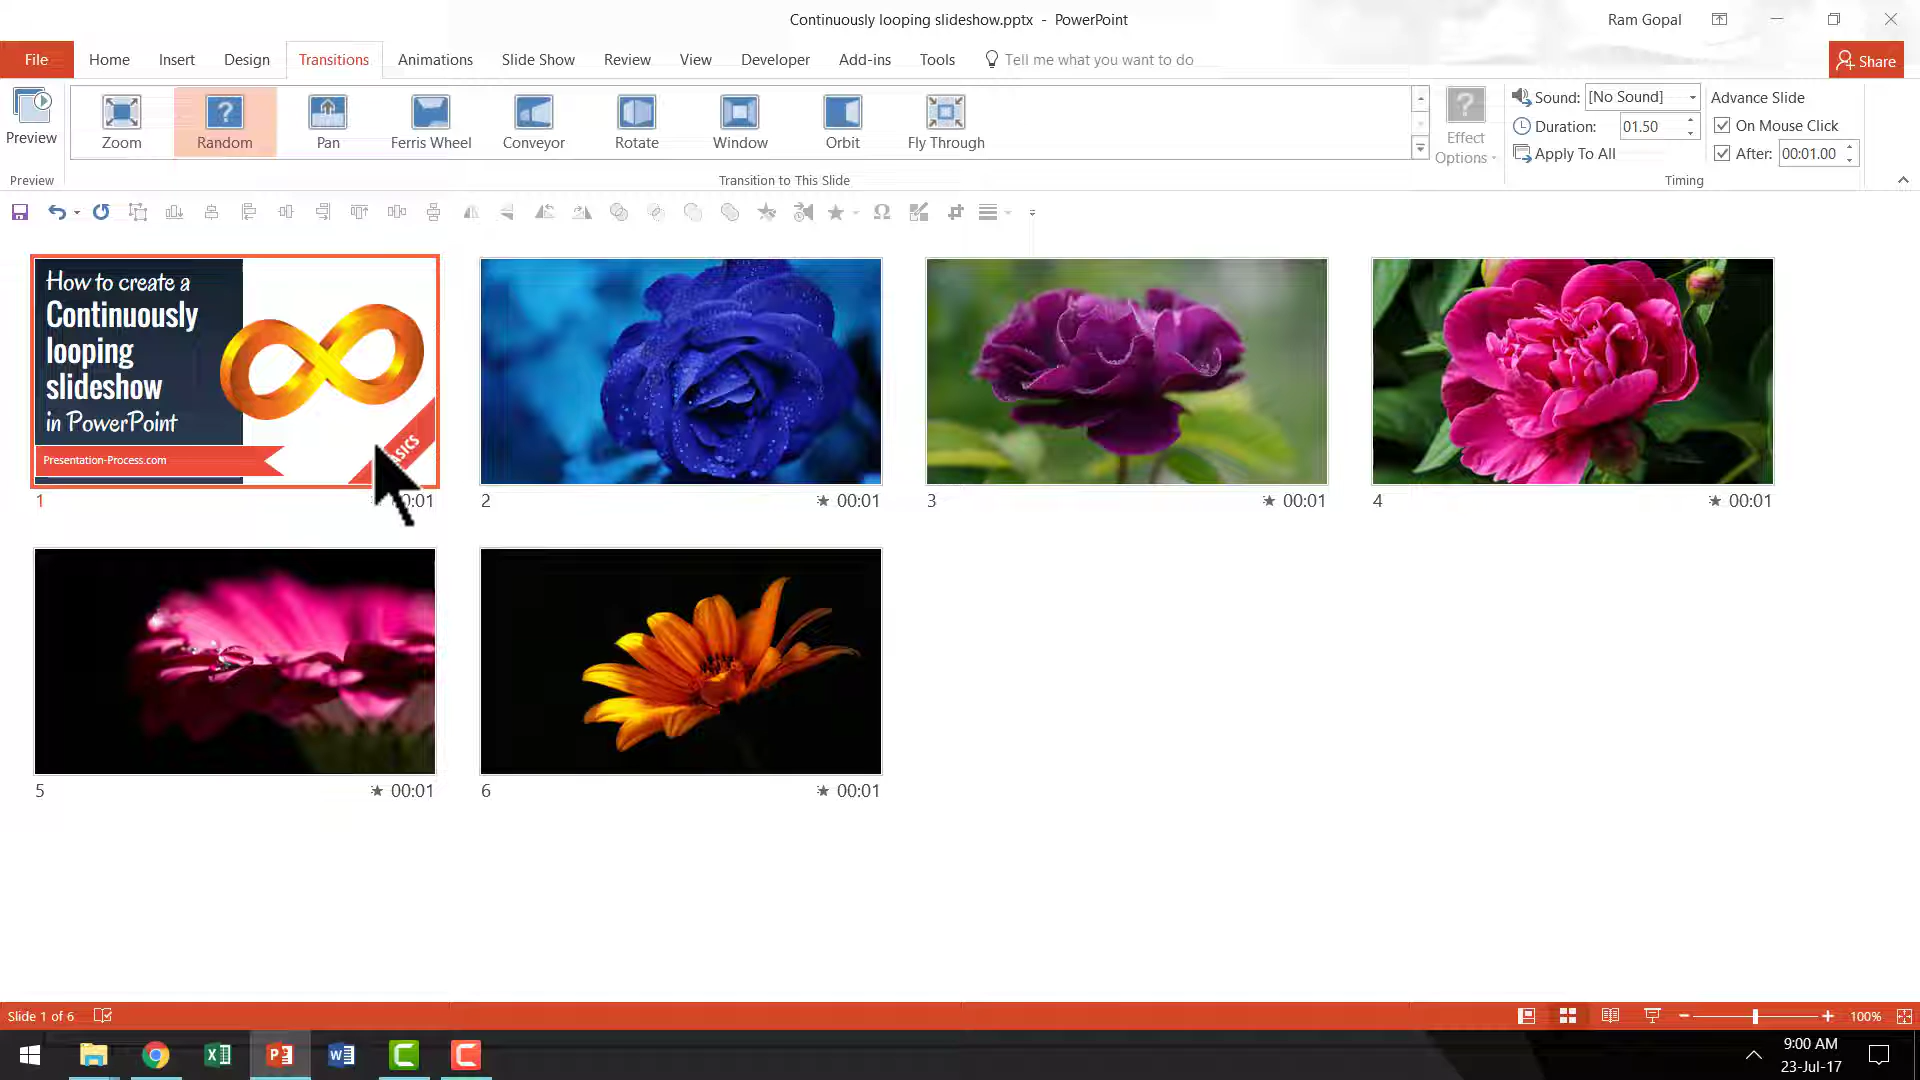 Continuously looping slideshow.pptx - PowerPoint
Ram Gopal
File Home Insert Design Transitions Animations Slide Show Review View Developer Add-ins Tools Tell me what you want to do
Share
Preview
Zoom Random Pan Ferris Wheel Conveyor Rotate Window Orbit Fly Through
Effect
Options
Sound: [No Sound]
Duration: 01.50
Apply To All
Advance Slide
On Mouse Click
After: 00:01.00
Preview
Transition to This Slide
Timing
How to create a
Continuously
looping
slideshow
in PowerPoint
Presentation-Process.com
1
2 00:01
3 00:01
4 00:01
5 00:01
6 00:01
Slide 1 of 6
100%
9:00 AM
23-Jul-17